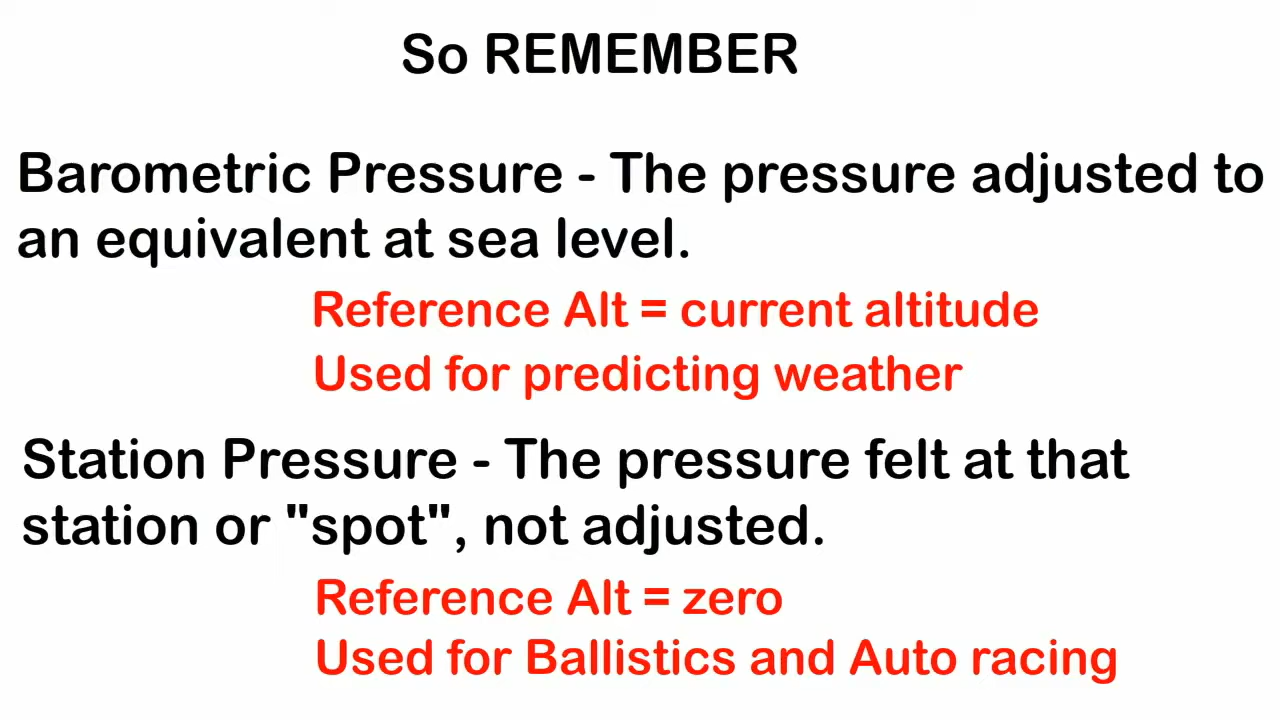 So REMEMBER
Barometric Pressure - The pressure adjusted to
an equivalent at sea level.
Reference Alt = current altitude
Used for predicting weather
Station Pressure - The pressure felt at that
station or "spot", not adjusted.
Reference Alt = zero
Used for Ballistics and Auto racing